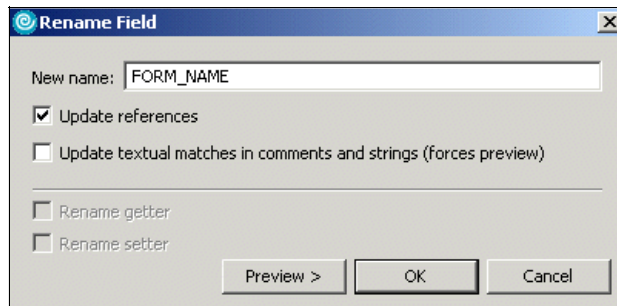 Rename Field
New name: FORM_NAME
Update references
Update textual matches in comments and strings (forces preview)
Rename getter
Rename setter
Preview > OK Cancel